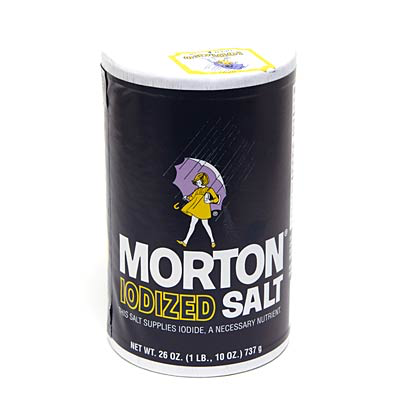 MORTON®
IODIZED SALT
THIS SALT SUPPLIES IODIDE, A NECESSARY NUTRIENT.
NET WT. 26 OZ. (1 LB., 10 OZ.) 737 g